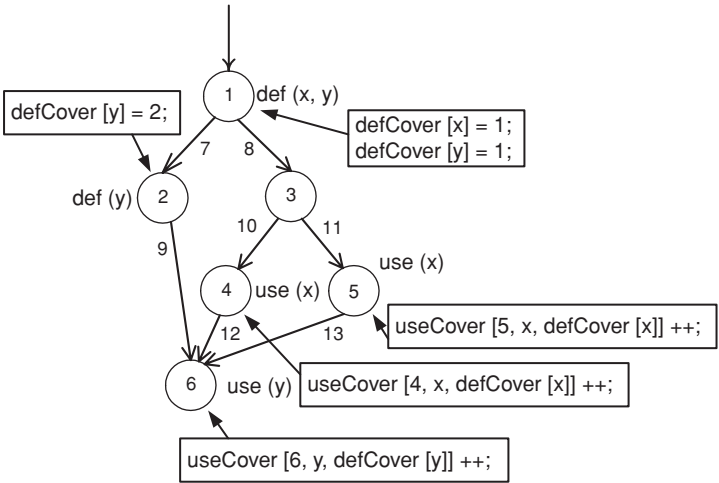 1
def (x, y)
defCover [y] = 2;
defCover [x] = 1;
defCover [y] = 1;
7
8
def (y)
2
3
9
10
11
use (x)
4
use (x)
5
12
13
useCover [5, x, defCover [x]] ++;
6
use (y)
useCover [4, x, defCover [x]] ++;
useCover [6, y, defCover [y]] ++;